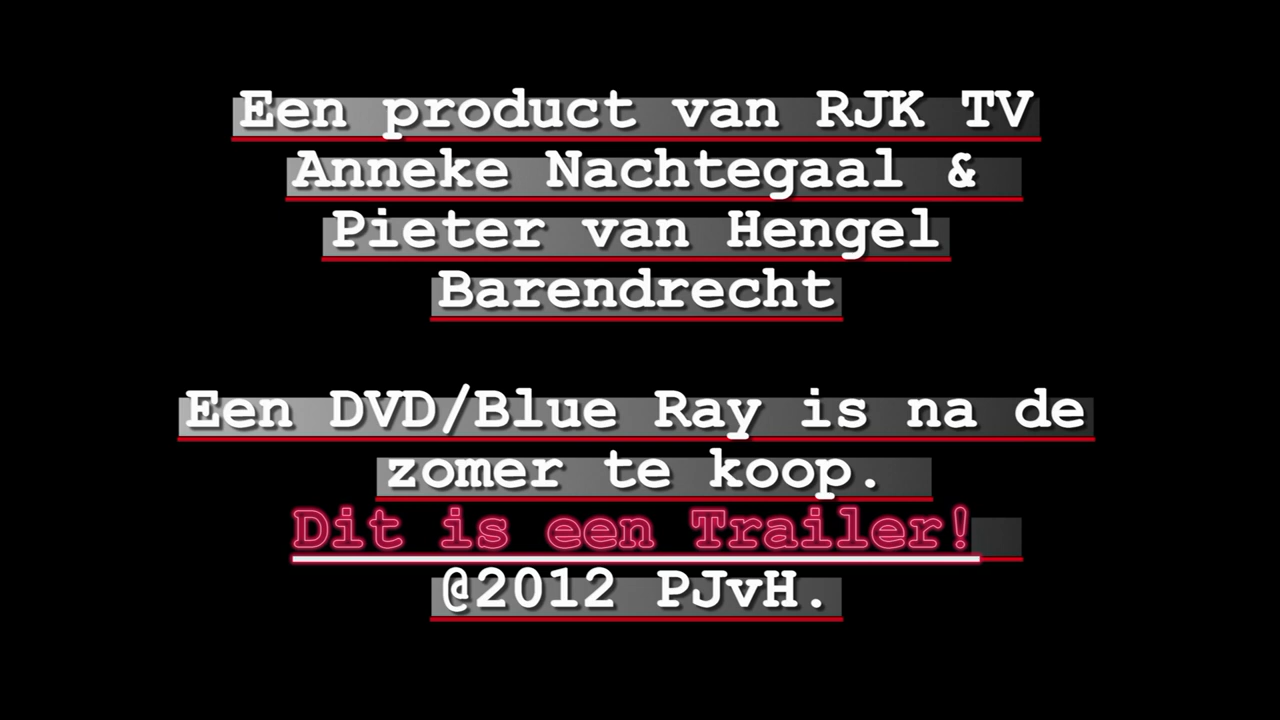 Een product van RJK TV
Anneke Nachtegaal &
Pieter van Hengel
Barendrecht
Een DVD/Blue Ray is na de
zomer te koop.
Dit is een Trailer!
@2012 PJvH.